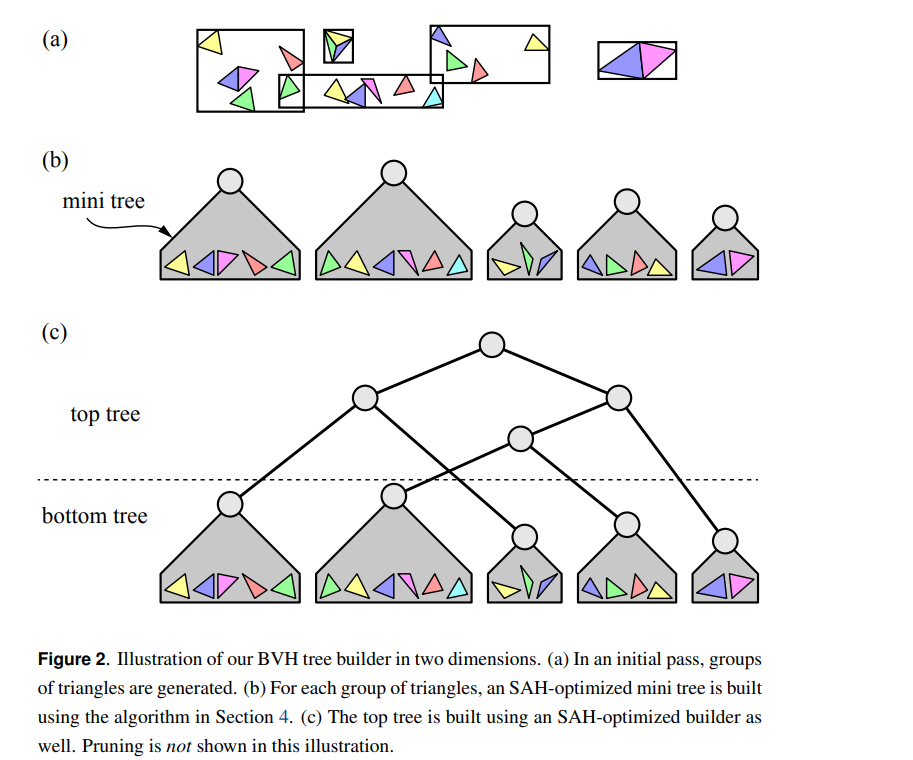 (a)
(b)
mini tree
(c)
top tree
bottom tree
Figure 2. Illustration of our BVH tree builder in two dimensions. (a) In an initial pass, groups
of triangles are generated. (b) For each group of triangles, an SAH-optimized mini tree is built
using the algorithm in Section 4. (c) The top tree is built using an SAH-optimized builder as
well. Pruning is not shown in this illustration.